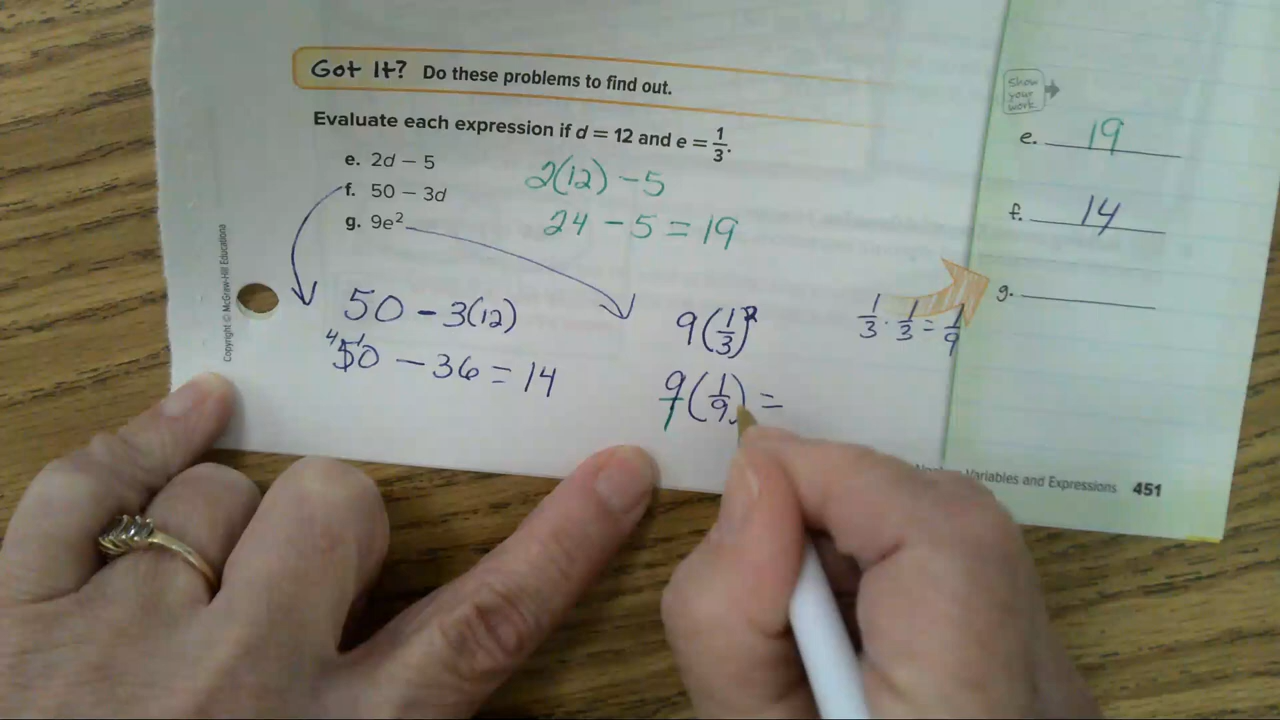 Got It? Do these problems to find out.
Evaluate each expression if d = 12 and e = 1/3.
e. 2d − 5
f. 50 − 3d
g. 9e²
2(12) − 5
24 − 5 = 19
50 − 3(12)
4 1
50 − 36 = 14
9(1/3)²
9/1(1/9) =
1/3 · 1/3 = 1/9
Show
your
work.
e. 19
f. 14
g.
Copyright © McGraw-Hill Education
Variables and Expressions 451